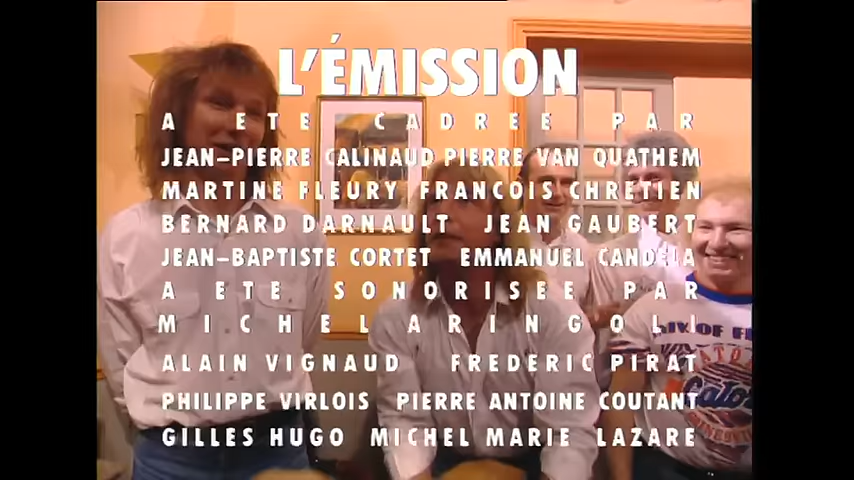 L'ÉMISSION
A ETE CADREE PAR
JEAN-PIERRE CALINAUD PIERRE VAN QUATHEM
MARTINE FLEURY FRANCOIS CHRETIEN
BERNARD DARNAULT JEAN GAUBERT
JEAN-BAPTISTE CORTET EMMANUEL CANDELA
A ETE SONORISEE PAR
MICHEL ARINGOLI
ALAIN VIGNAUD FREDERIC PIRAT
PHILIPPE VIRLOIS PIERRE ANTOINE COUTANT
GILLES HUGO MICHEL MARIE LAZARE